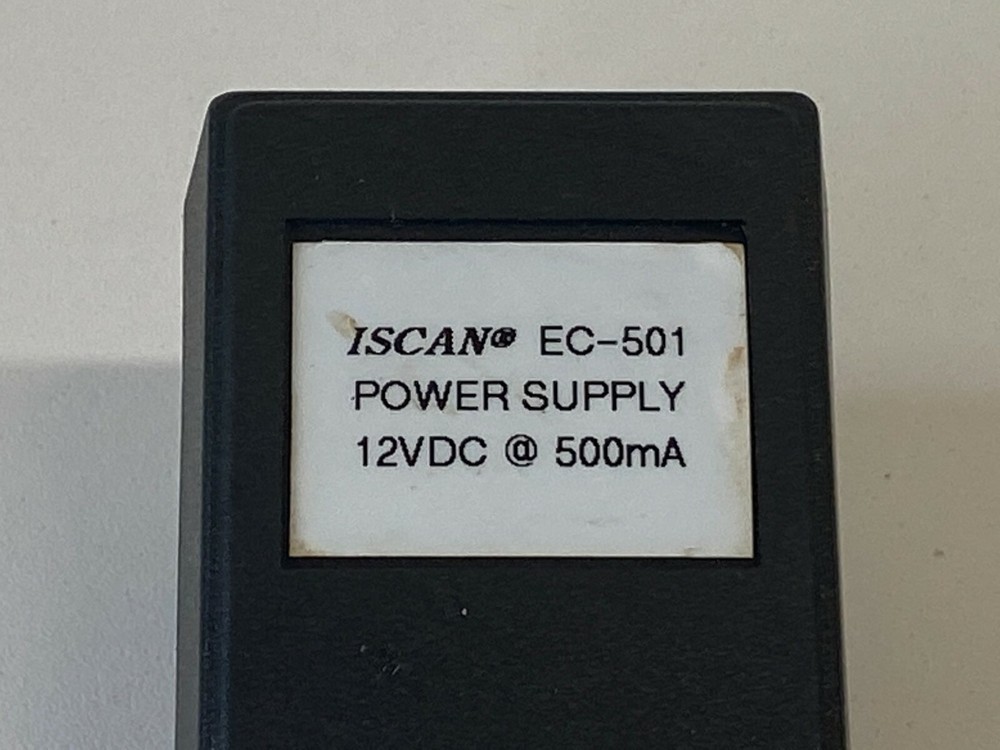 ISCAN® EC-501
POWER SUPPLY
12VDC @ 500mA